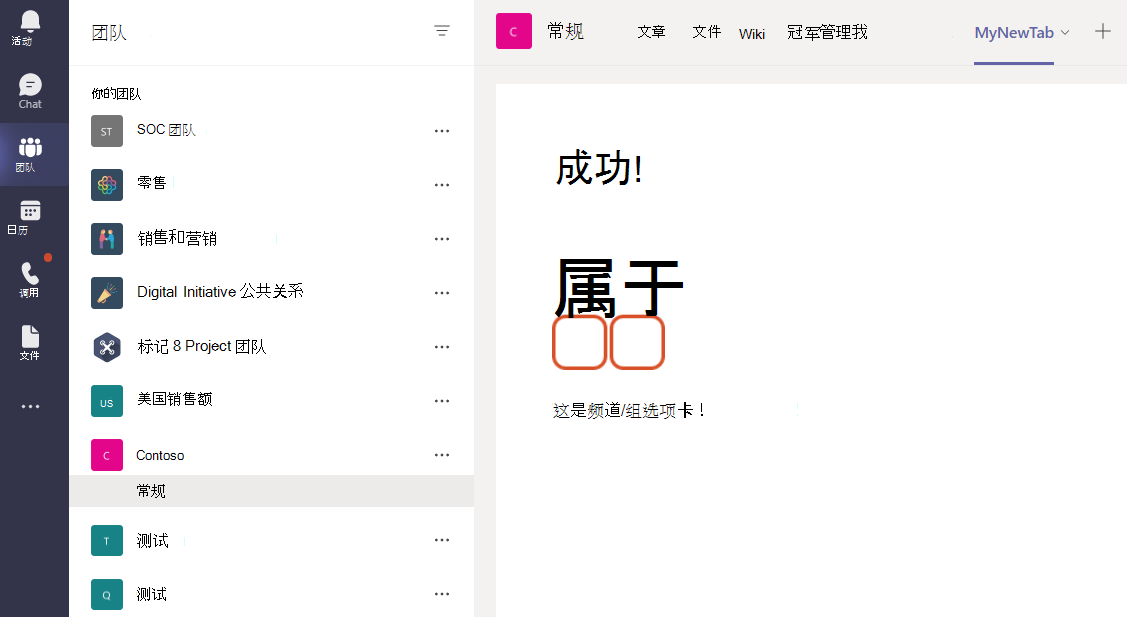 活动
Chat
团队
日历
调用
文件
团队
你的团队
ST SOC 团队
零售
销售和营销
Digital Initiative 公共关系
标记 8 Project 团队
US 美国销售额
C Contoso
常规
T 测试
Q 测试
C 常规 文章 文件 Wiki 冠军管理我 MyNewTab
成功!
属于
这是频道/组选项卡！